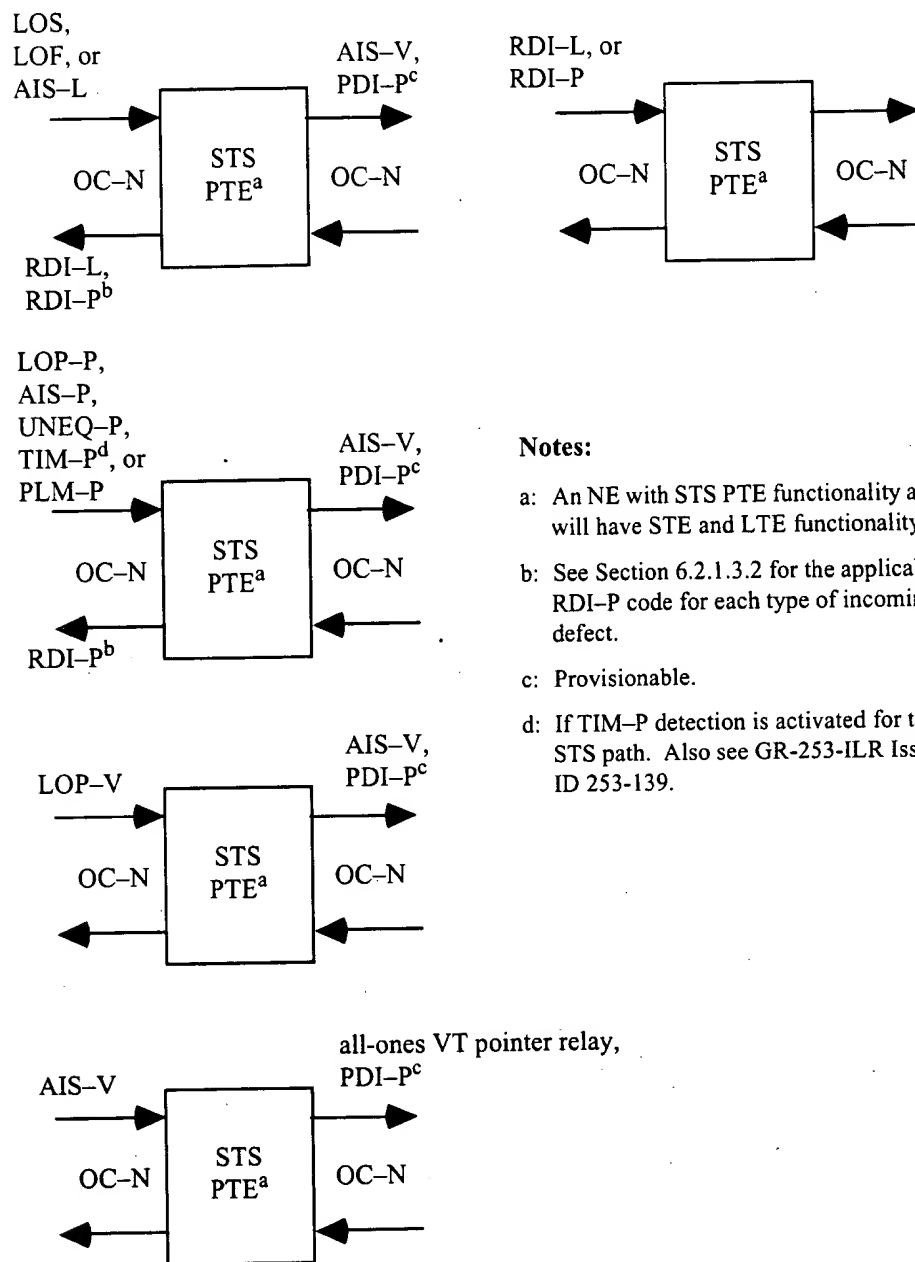 LOS,
LOF, or
AIS–L
AIS–V,
PDI–Pc
OC–N
STS
PTEa
OC–N
RDI–L,
RDI–Pb
RDI–L, or
RDI–P
OC–N
STS
PTEa
OC–N
LOP–P,
AIS–P,
UNEQ–P,
TIM–Pd, or
PLM–P
AIS–V,
PDI–Pc
OC–N
STS
PTEa
OC–N
RDI–Pb
Notes:
a: An NE with STS PTE functionality
will have STE and LTE functionality
b: See Section 6.2.1.3.2 for the
RDI–P code for each type of
defect.
c: Provisionable.
d: If TIM–P detection is activated for
STS path. Also see GR-253-ILR
ID 253-139.
LOP–V
AIS–V,
PDI–Pc
OC–N
STS
PTEa
OC–N
AIS–V
all-ones VT pointer relay,
PDI–Pc
OC–N
STS
PTEa
OC–N